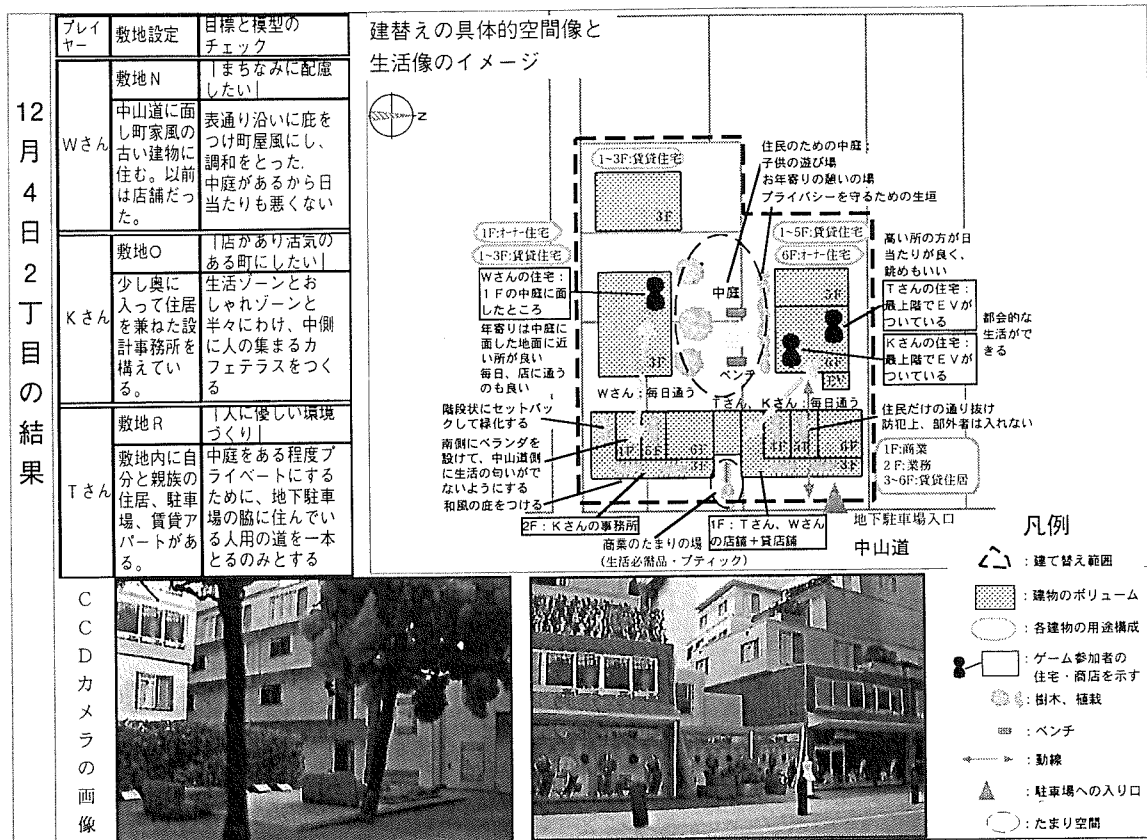 12月4日2丁目の結果
プレイヤー
敷地設定
目標と模型の
チェック
Wさん
敷地N
「まちなみに配慮
したい」
中山道に面
し町家風の
古い建物に
住む。以前
は店舗だっ
た。
表通り沿いに庇を
つけ町屋風にし、
調和をとった.
中庭があるから日
当たりも悪くない
Kさん
敷地O
「店があり活気の
ある町にしたい」
少し奥に
入って住居
を兼ねた設
計事務所を
構えてい
る。
生活ゾーンとお
しゃれゾーンと
半々にわけ、中側
に人の集まるカ
フェテラスをつく
る
Tさん
敷地R
「人に優しい環境
づくり」
敷地内に自
分と親族の
住居、駐車
場、賃貸ア
パートがあ
る。
中庭をある程度プ
ライベートにする
ために、地下駐車
場の脇に住んでい
る人用の道を一本
とるのみとする
建替えの具体的空間像と
生活像のイメージ
z
1~3F:賃貸住宅
3F
住民のための中庭；
子供の遊び場
お年寄りの憩いの場
プライバシーを守るための生垣
1F:オーナー住宅
1~3F:賃貸住宅
1~5F:賃貸住宅
6F:オーナー住宅
高い所の方が日
当たりが良く、
眺めもいい
Wさんの住宅；
1Fの中庭に面
したところ
中庭
5F
Tさんの住宅；
最上階でEVが
ついている
都会的な
生活がで
きる
年寄りは中庭に
面した地面に近
い所が良い
毎日、店に通う
のも良い
3F
ベンチ
6F
EV
Kさんの住宅；
最上階でEVが
ついている
Wさん；毎日通う
Tさん、Kさん；毎日通う
階段状にセットバッ
クして緑化する
住民だけの通り抜け
防犯上、部外者は入れない
南側にベランダを
設けて、中山道側
に生活の匂いがで
ないようにする
和風の庇をつける
6F
3F
6F
3F
1F:商業
2F:業務
3~6F:賃貸住居
地下駐車場入口
中山道
2F：Kさんの事務所
1F：Tさん、Wさん
の店舗＋貸店舗
商業のたまりの場
(生活必需品・ブティック)
凡例
：建て替え範囲
：建物のボリューム
：各建物の用途構成
：ゲーム参加者の
住宅・商店を示す
：樹木、植栽
：ベンチ
：動線
：駐車場への入り口
：たまり空間
CCDカメラの画像